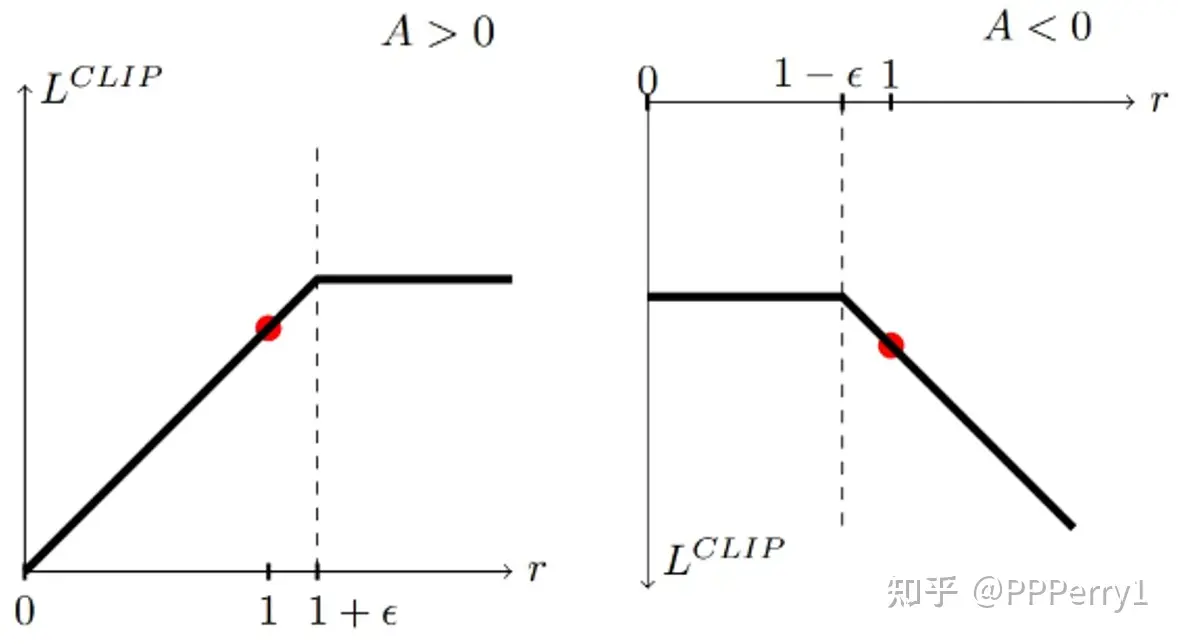 A > 0
L^{CLIP}
0
1
1 + ϵ
r
A < 0
0
1 − ϵ
1
r
L^{CLIP}
知乎 @PPPerry1